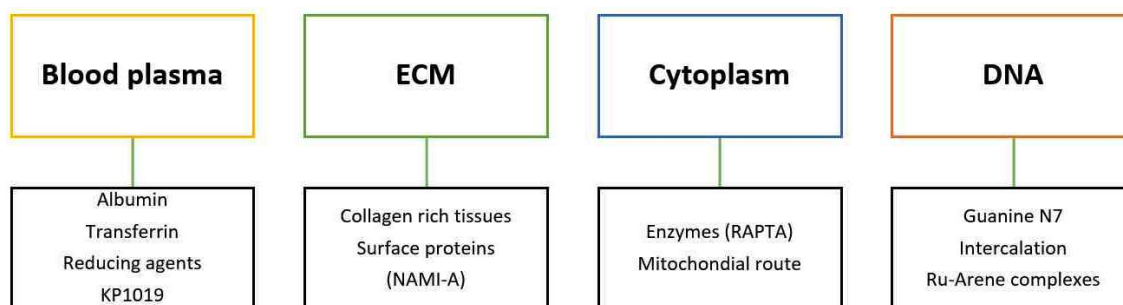 Blood plasma
Albumin
Transferrin
Reducing agents
KP1019
ECM
Collagen rich tissues
Surface proteins
(NAMI-A)
Cytoplasm
Enzymes (RAPTA)
Mitochondial route
DNA
Guanine N7
Intercalation
Ru-Arene complexes